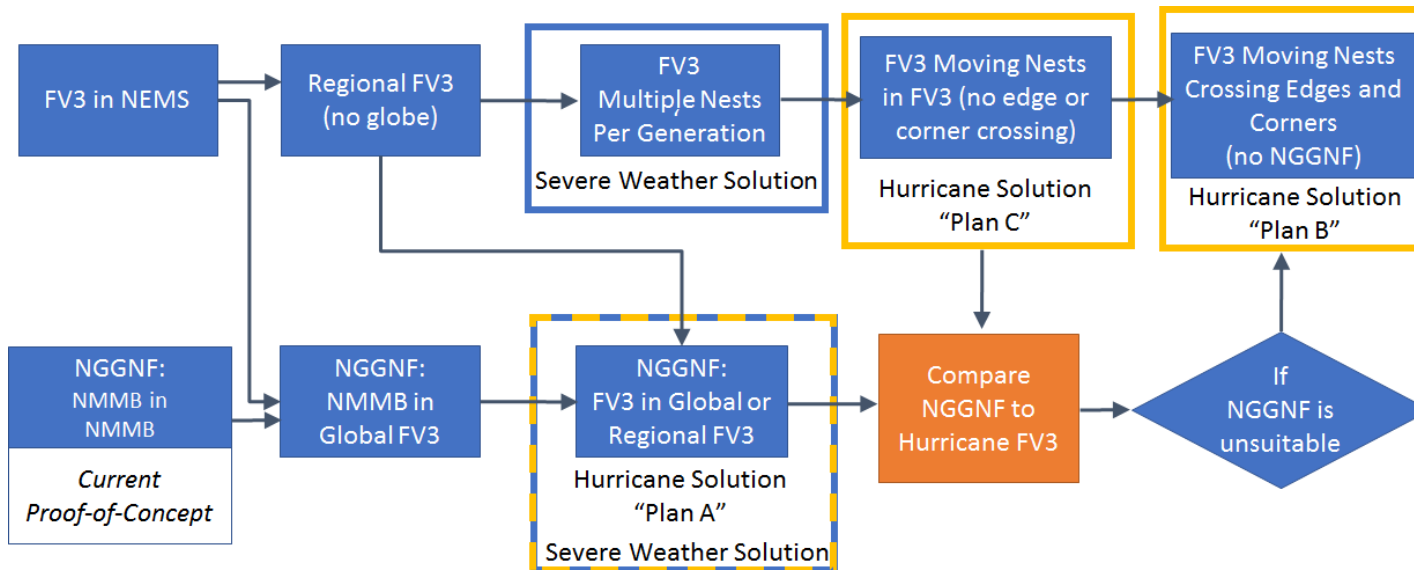 FV3 in NEMS
Regional FV3
(no globe)
FV3
Multiple Nests
Per Generation
Severe Weather Solution
FV3 Moving Nests
in FV3 (no edge or
corner crossing)
Hurricane Solution
“Plan C”
FV3 Moving Nests
Crossing Edges and
Corners
(no NGGNF)
Hurricane Solution
“Plan B”
NGGNF:
NMMB in
NMMB
Current
Proof-of-Concept
NGGNF:
NMMB in
Global FV3
NGGNF:
FV3 in Global or
Regional FV3
Hurricane Solution
“Plan A”
Severe Weather Solution
Compare
NGGNF to
Hurricane FV3
If
NGGNF is
unsuitable